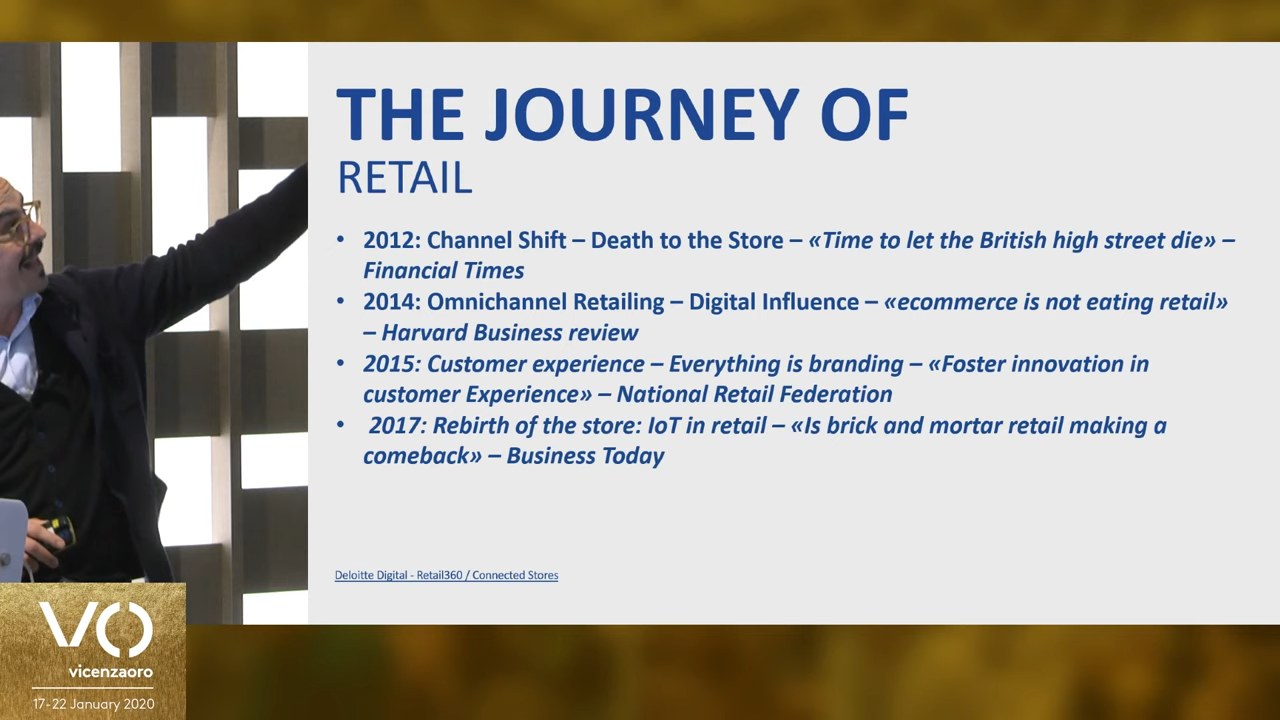 THE JOURNEY OF
RETAIL
• 2012: Channel Shift – Death to the Store – «Time to let the British high street die» –
Financial Times
• 2014: Omnichannel Retailing – Digital Influence – «ecommerce is not eating retail»
– Harvard Business review
• 2015: Customer experience – Everything is branding – «Foster innovation in
customer Experience» – National Retail Federation
• 2017: Rebirth of the store: IoT in retail – «Is brick and mortar retail making a
comeback» – Business Today
Deloitte Digital - Retail360 / Connected Stores
VO
vicenzaoro
17-22 January 2020